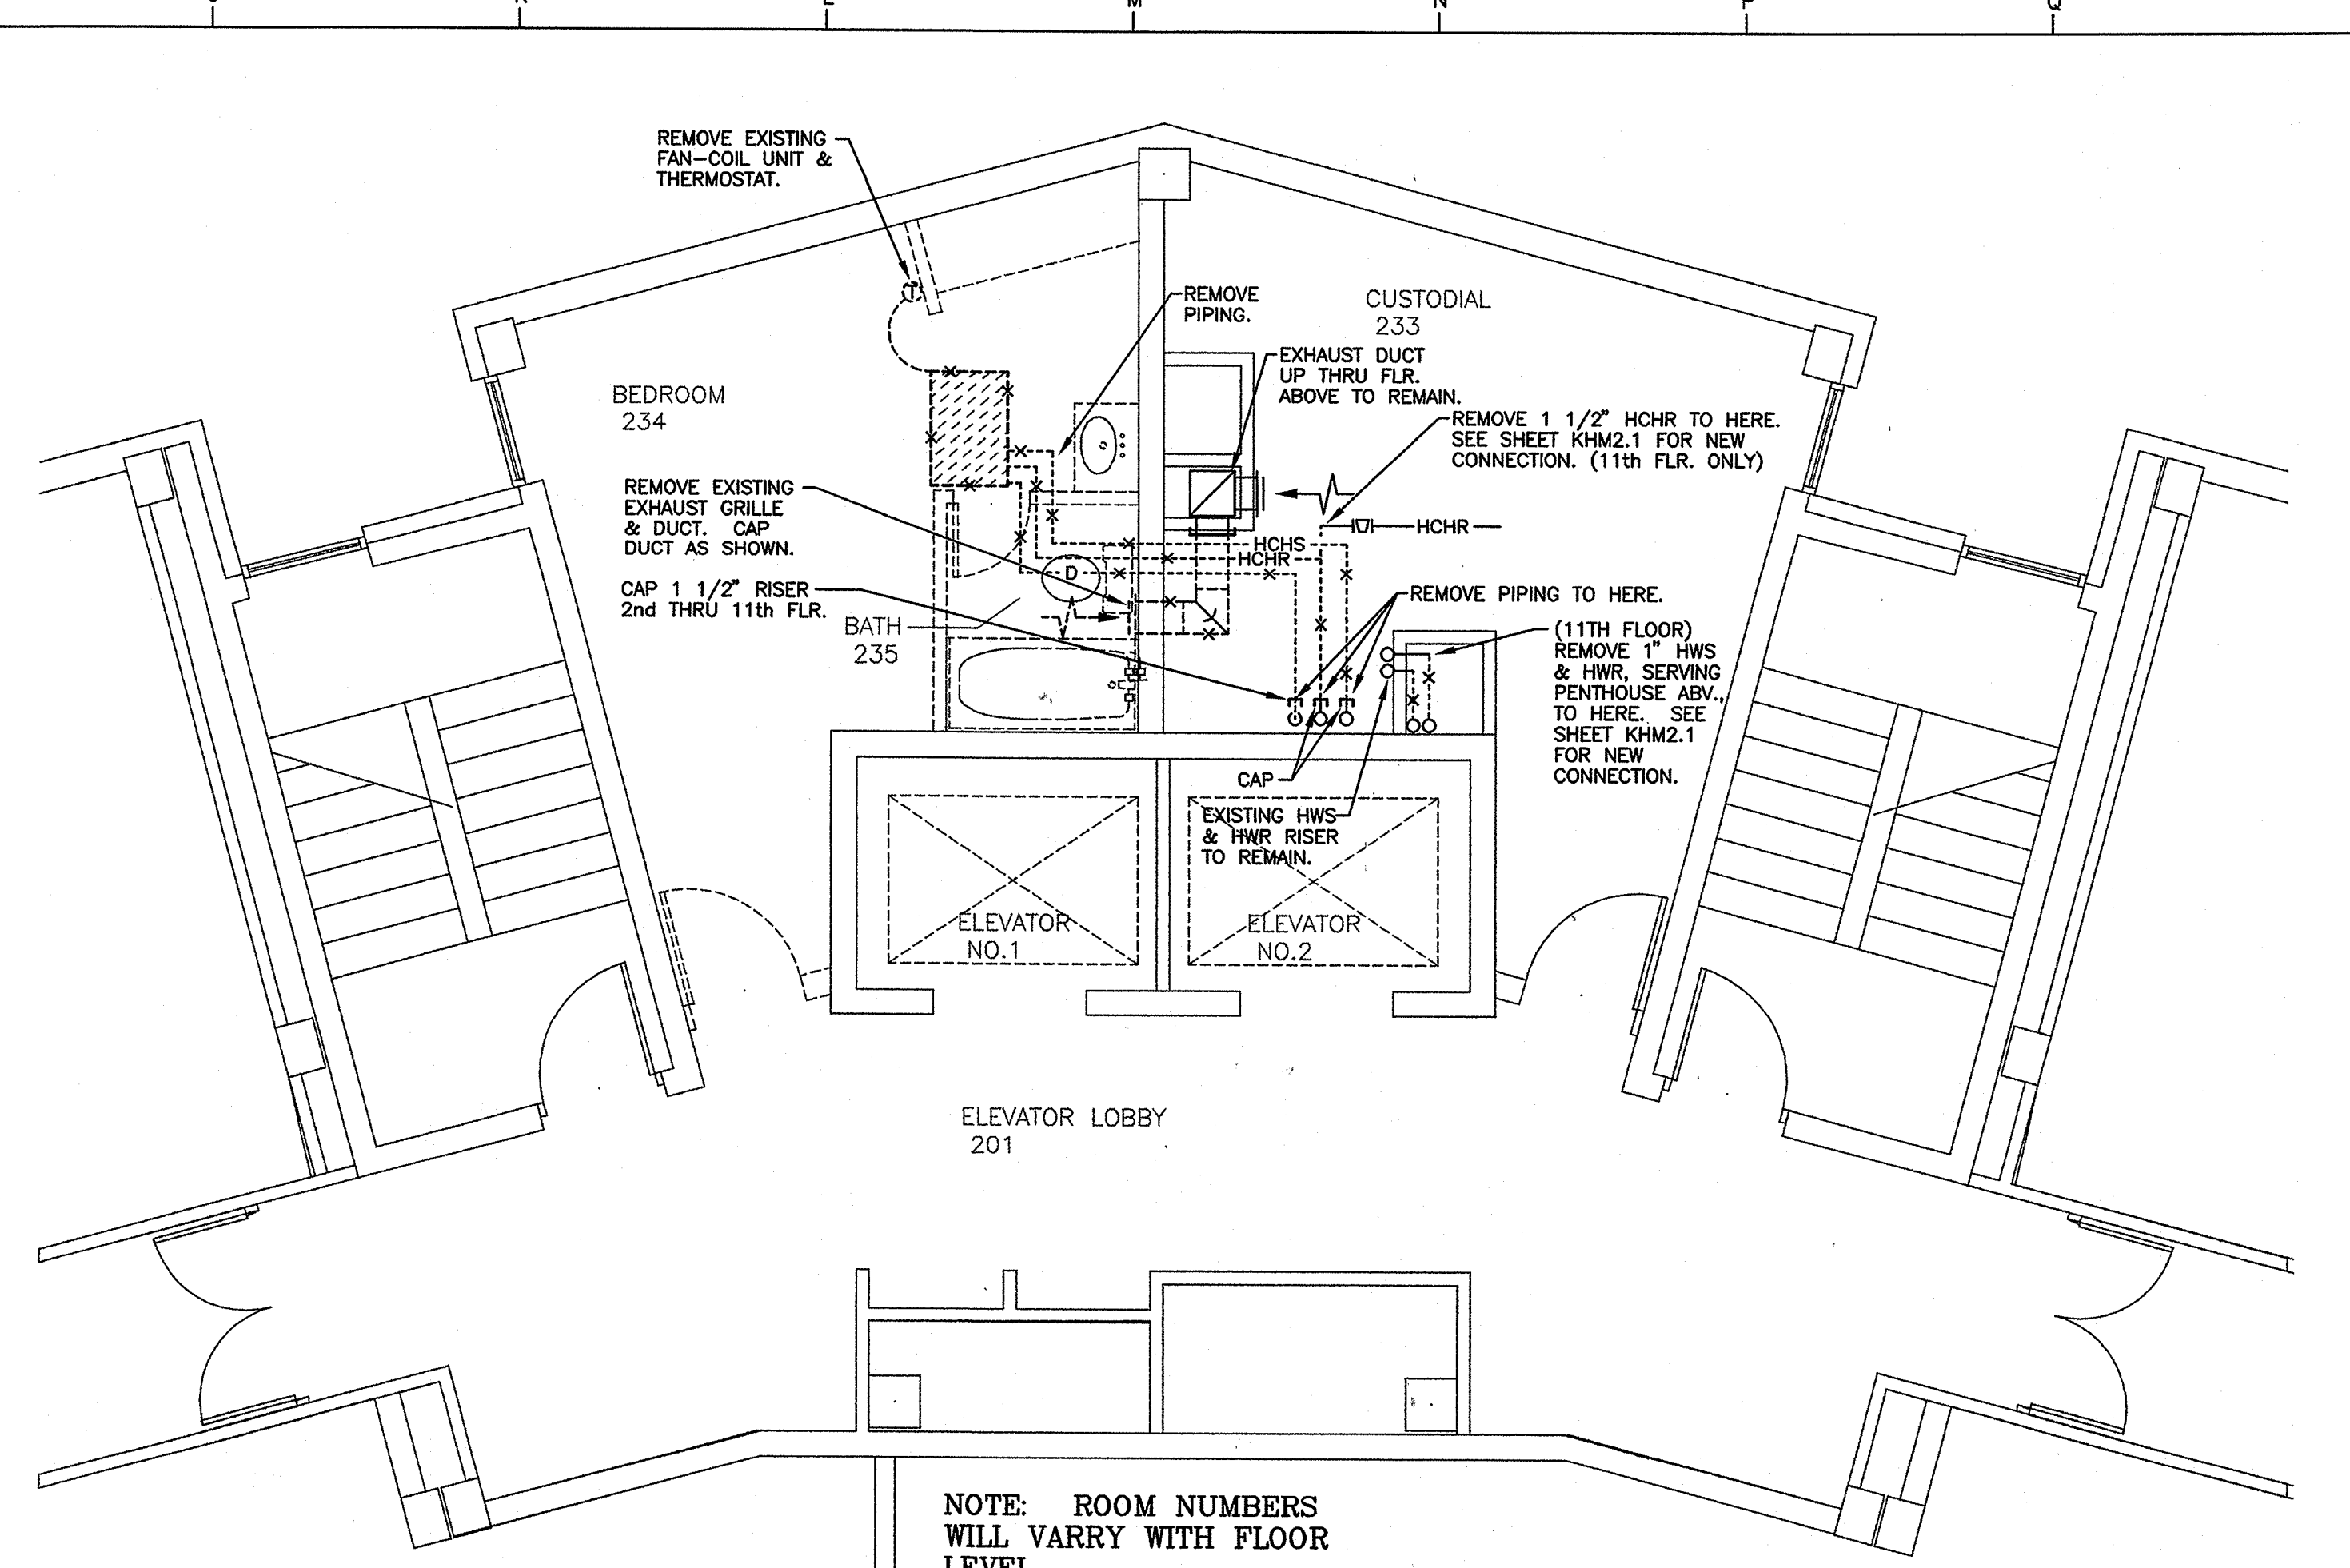 K
L
M
N
P
Q
REMOVE EXISTING
FAN-COIL UNIT &
THERMOSTAT.
T
REMOVE
PIPING.
CUSTODIAL
233
EXHAUST DUCT
UP THRU FLR.
ABOVE TO REMAIN.
BEDROOM
234
REMOVE 1 1/2" HCHR TO HERE.
SEE SHEET KHM2.1 FOR NEW
CONNECTION. (11th FLR. ONLY)
REMOVE EXISTING
EXHAUST GRILLE
& DUCT. CAP
DUCT AS SHOWN.
HCHR
HCHS
HCHR
D
CAP 1 1/2" RISER
2nd THRU 11th FLR.
REMOVE PIPING TO HERE.
BATH
235
(11TH FLOOR)
REMOVE 1" HWS
& HWR, SERVING
PENTHOUSE ABV.,
TO HERE. SEE
SHEET KHM2.1
FOR NEW
CONNECTION.
CAP
EXISTING HWS
& HWR RISER
TO REMAIN.
ELEVATOR
NO.1
ELEVATOR
NO.2
ELEVATOR LOBBY
201
NOTE: ROOM NUMBERS
WILL VARRY WITH FLOOR
LEVEL